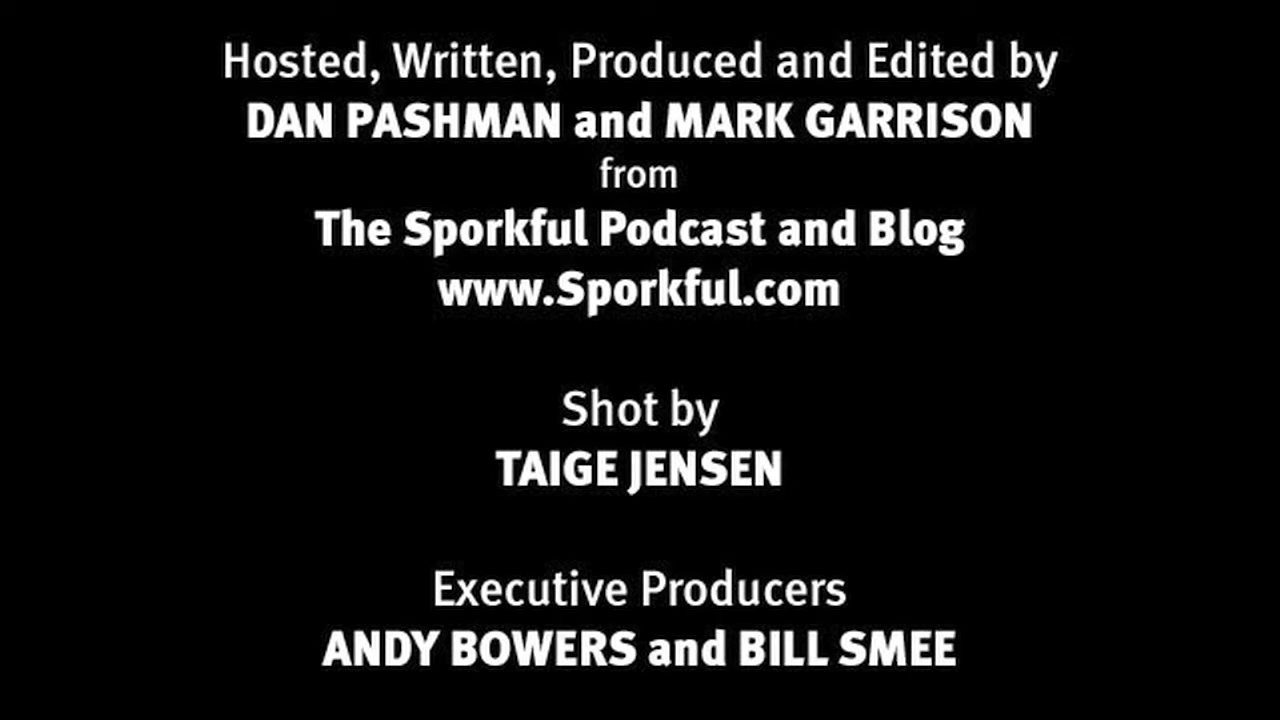 Hosted, Written, Produced and Edited by
DAN PASHMAN and MARK GARRISON
from
The Sporkful Podcast and Blog
www.Sporkful.com
Shot by
TAIGE JENSEN
Executive Producers
ANDY BOWERS and BILL SMEE